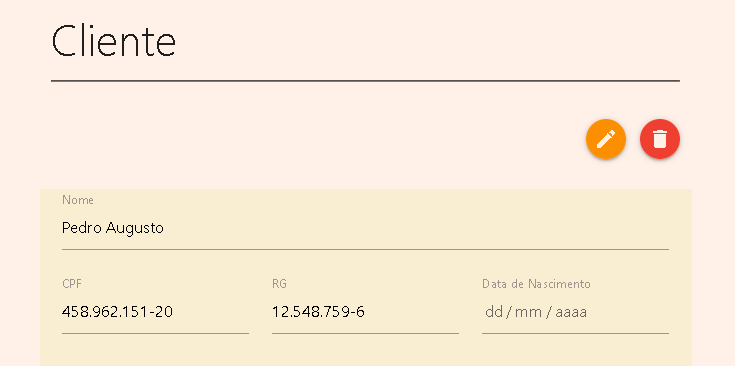 Cliente
Nome
Pedro Augusto
CPF RG Data de Nascimento
458.962.151-20 12.548.759-6 dd / mm / aaaa